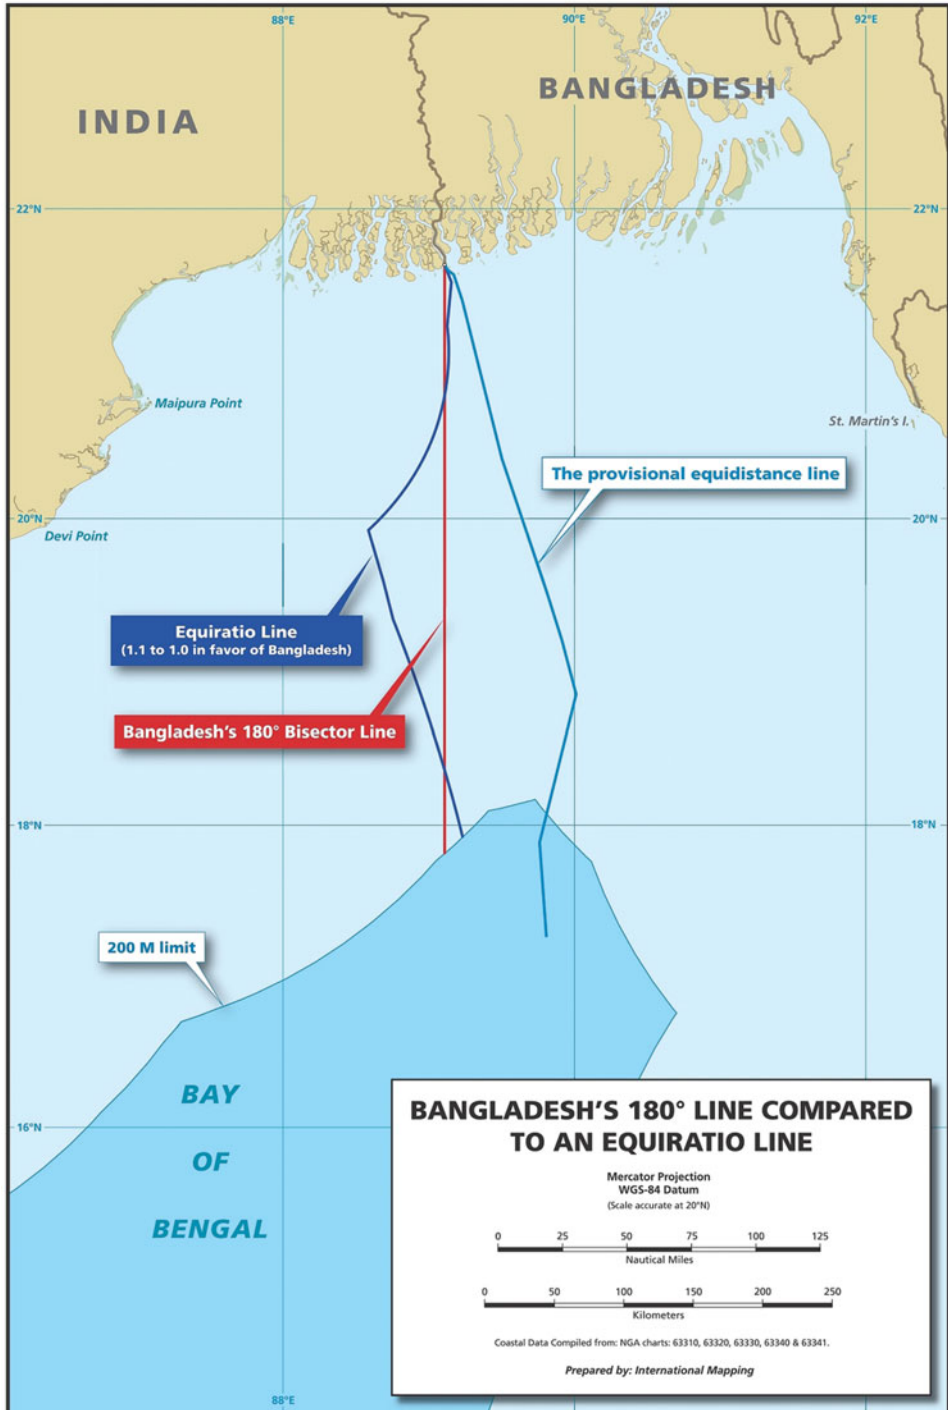 88°E
90°E
92°E
BANGLADESH
INDIA
22°N
22°N
Maipura Point
St. Martin's I.
The provisional equidistance line
20°N
20°N
Devi Point
Equiratio Line
(1.1 to 1.0 in favor of Bangladesh)
Bangladesh's 180° Bisector Line
18°N
18°N
200 M limit
BAY
OF
BENGAL
16°N
BANGLADESH'S 180° LINE COMPARED
TO AN EQUIRATIO LINE
Mercator Projection
WGS-84 Datum
(Scale accurate at 20°N)
0 25 50 75 100 125
Nautical Miles
0 50 100 150 200 250
Kilometers
Coastal Data Compiled from: NGA charts: 63310, 63320, 63330, 63340 & 63341.
Prepared by: International Mapping
88°E